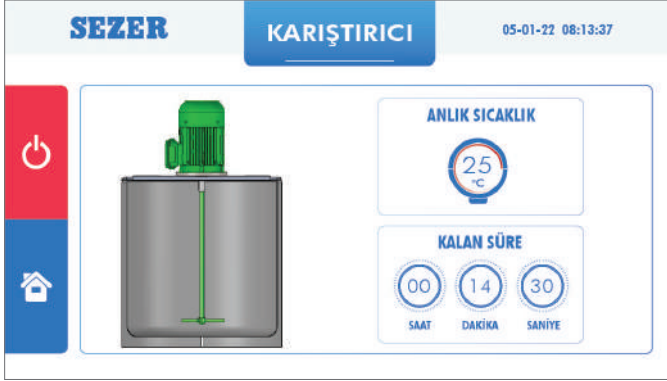 SEZER
KARIŞTIRICI
05-01-22 08:13:37
ANLIK SICAKLIK
25
°C
KALAN SÜRE
00 14 30
SAAT DAKİKA SANİYE